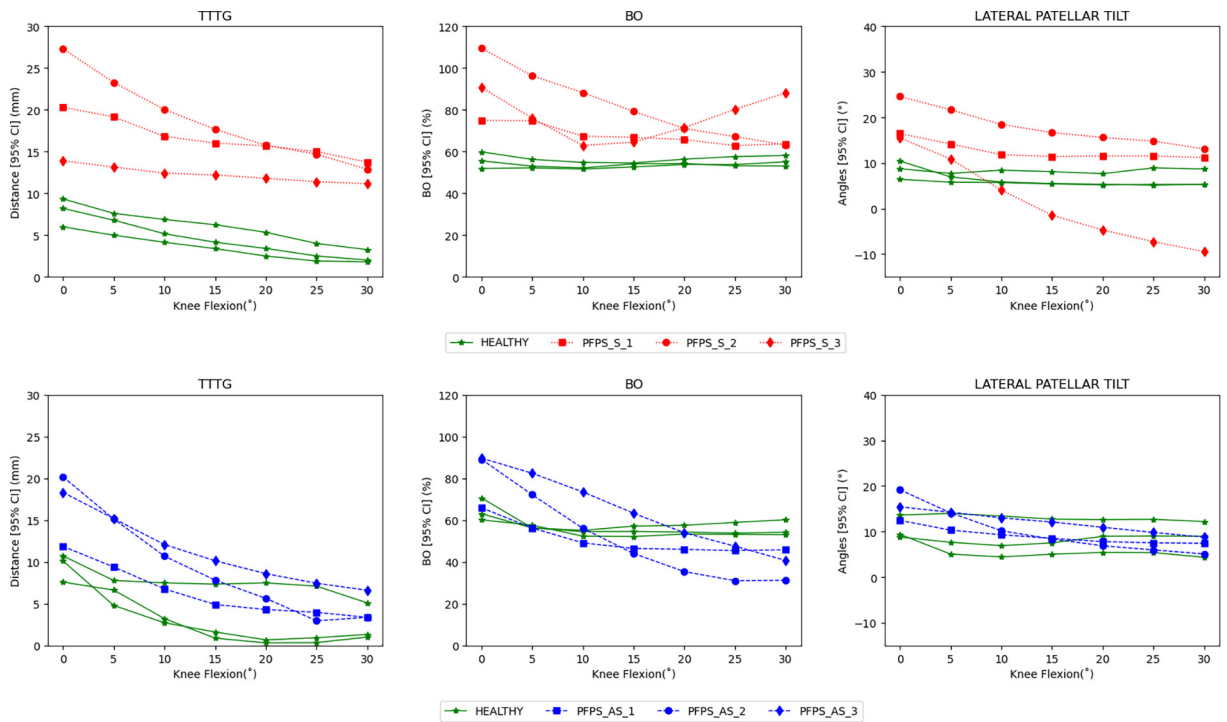 TTTG
BO
LATERAL PATELLAR TILT
Distance [95% CI] (mm)
30
25
20
15
10
5
0
0 5 10 15 20 25 30
Knee Flexion(˚)
BO [95% CI] (%)
120
100
80
60
40
20
0
0 5 10 15 20 25 30
Knee Flexion(˚)
Angles [95% CI] (°)
40
30
20
10
0
−10
0 5 10 15 20 25 30
Knee Flexion(˚)
HEALTHY PFPS_S_1 PFPS_S_2 PFPS_S_3
TTTG
BO
LATERAL PATELLAR TILT
Distance [95% CI] (mm)
30
25
20
15
10
5
0
0 5 10 15 20 25 30
Knee Flexion(˚)
BO [95% CI] (%)
120
100
80
60
40
20
0
0 5 10 15 20 25 30
Knee Flexion(˚)
Angles [95% CI] (°)
40
30
20
10
0
−10
0 5 10 15 20 25 30
Knee Flexion(˚)
HEALTHY PFPS_AS_1 PFPS_AS_2 PFPS_AS_3